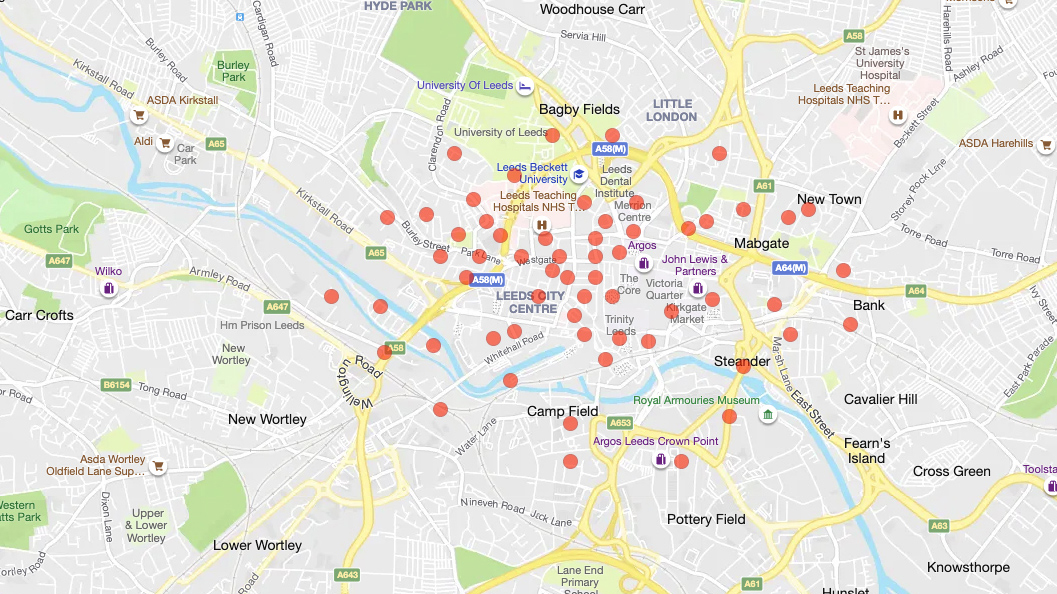 HYDE PARK
Woodhouse Carr
Servia Hill
A58
Cardigan Road
Burley Road
Burley
Park
Kirkstall Road
St James's
University
Hospital
Harehills Road
Ashley Road
Leeds Teaching
Hospitals NHS T…
Beckett Street
University Of Leeds
ASDA Kirkstall
Bagby Fields
LITTLE
LONDON
Clarendon Road
University of Leeds
Aldi
Car
Park
A65
A58(M)
ASDA Harehills
Leeds Beckett
University
Leeds
Dental
Institute
A61
Leeds Teaching
Hospitals NHS T…
Merrion
Centre
New Town
Storey Rock Lane
Kirkstall Road
Gotts Park
Burley Street
Park Lane
A65
Westgate
Argos
Mabgate
Torre Road
Torre Road
A647
Wilko
Armley Road
A58(M)
John Lewis &
Partners
A64(M)
A64
Ivy Street
The
Core
Victoria
Quarter
LEEDS CITY
CENTRE
Kirkgate
Market
Bank
A647
Carr Crofts
Hm Prison Leeds
Trinity
Leeds
Whitehall Road
New
Wortley
A58
Wellington Road
Steander
Marsh Lane
East Street
East Park Parade
B6154
Tong Road
Royal Armouries Museum
Cavalier Hill
New Wortley
Camp Field
A653
Water Lane
Argos Leeds Crown Point
Fearn's
Island
Asda Wortley
Oldfield Lane Sup…
Cross Green
Dixon Lane
Nineveh Road
Jack Lane
Upper
& Lower
Wortley
Pottery Field
A63
Lower Wortley
A643
Lane End
Primary
School
A61
Knowsthorpe
Hunslet